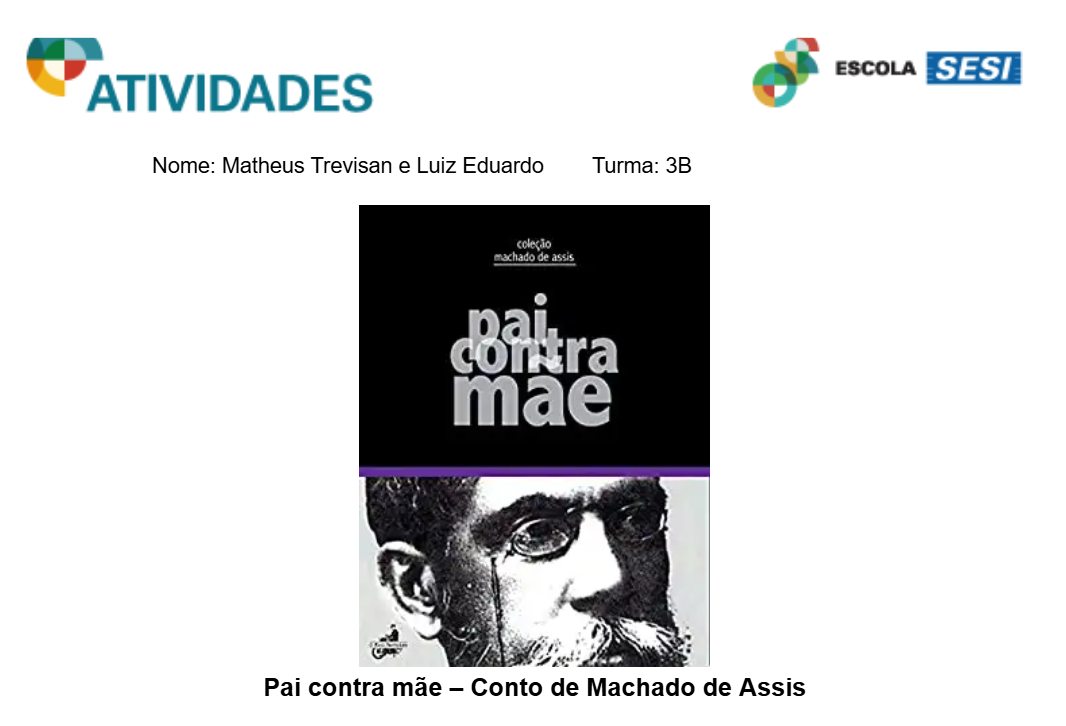 ATIVIDADES
ESCOLA SESI
Nome: Matheus Trevisan e Luiz Eduardo Turma: 3B
coleção
machado de assis
pai
contra
mãe
Pai contra mãe – Conto de Machado de Assis